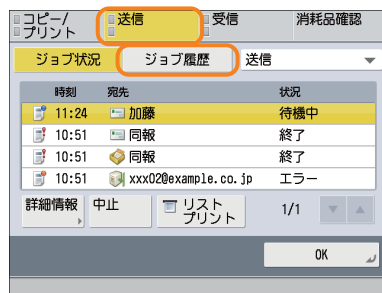 コピー/
プリント
送信
受信
消耗品確認
ジョブ状況
ジョブ履歴
送信
時刻 宛先 状況
11:24 加藤 待機中
10:51 同報 終了
10:51 同報 終了
10:51 xxx02@example.co.jp エラー
詳細情報
中止
リスト
プリント
1/1
OK